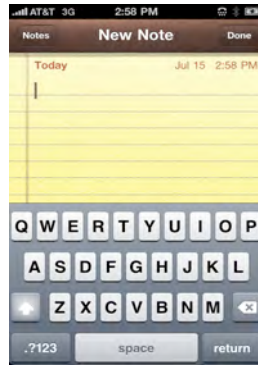 AT&T 3G 2:58 PM
Notes New Note Done
Today Jul 15 2:58 PM
Q W E R T Y U I O P
A S D F G H J K L
Z X C V B N M
.?123 space return